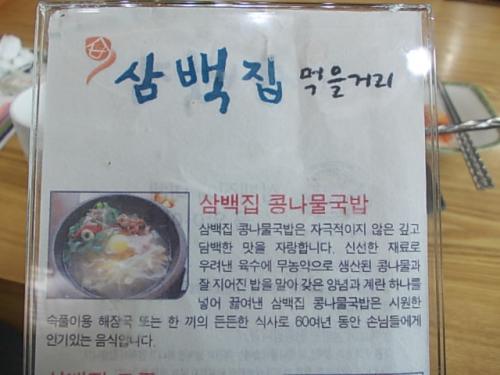 삼백집 먹을거리
삼백집 콩나물국밥
삼백집 콩나물국밥은 자극적이지 않은 깊고
담백한 맛을 자랑합니다. 신선한 재료로
우려낸 육수에 무농약으로 생산된 콩나물과
잘 지어진 밥을 말아 갖은 양념과 계란 하나를
넣어 끓여낸 삼백집 콩나물국밥은 시원한
속풀이용 해장국 또는 한 끼의 든든한 식사로 60여년 동안 손님들에게
인기있는 음식입니다.